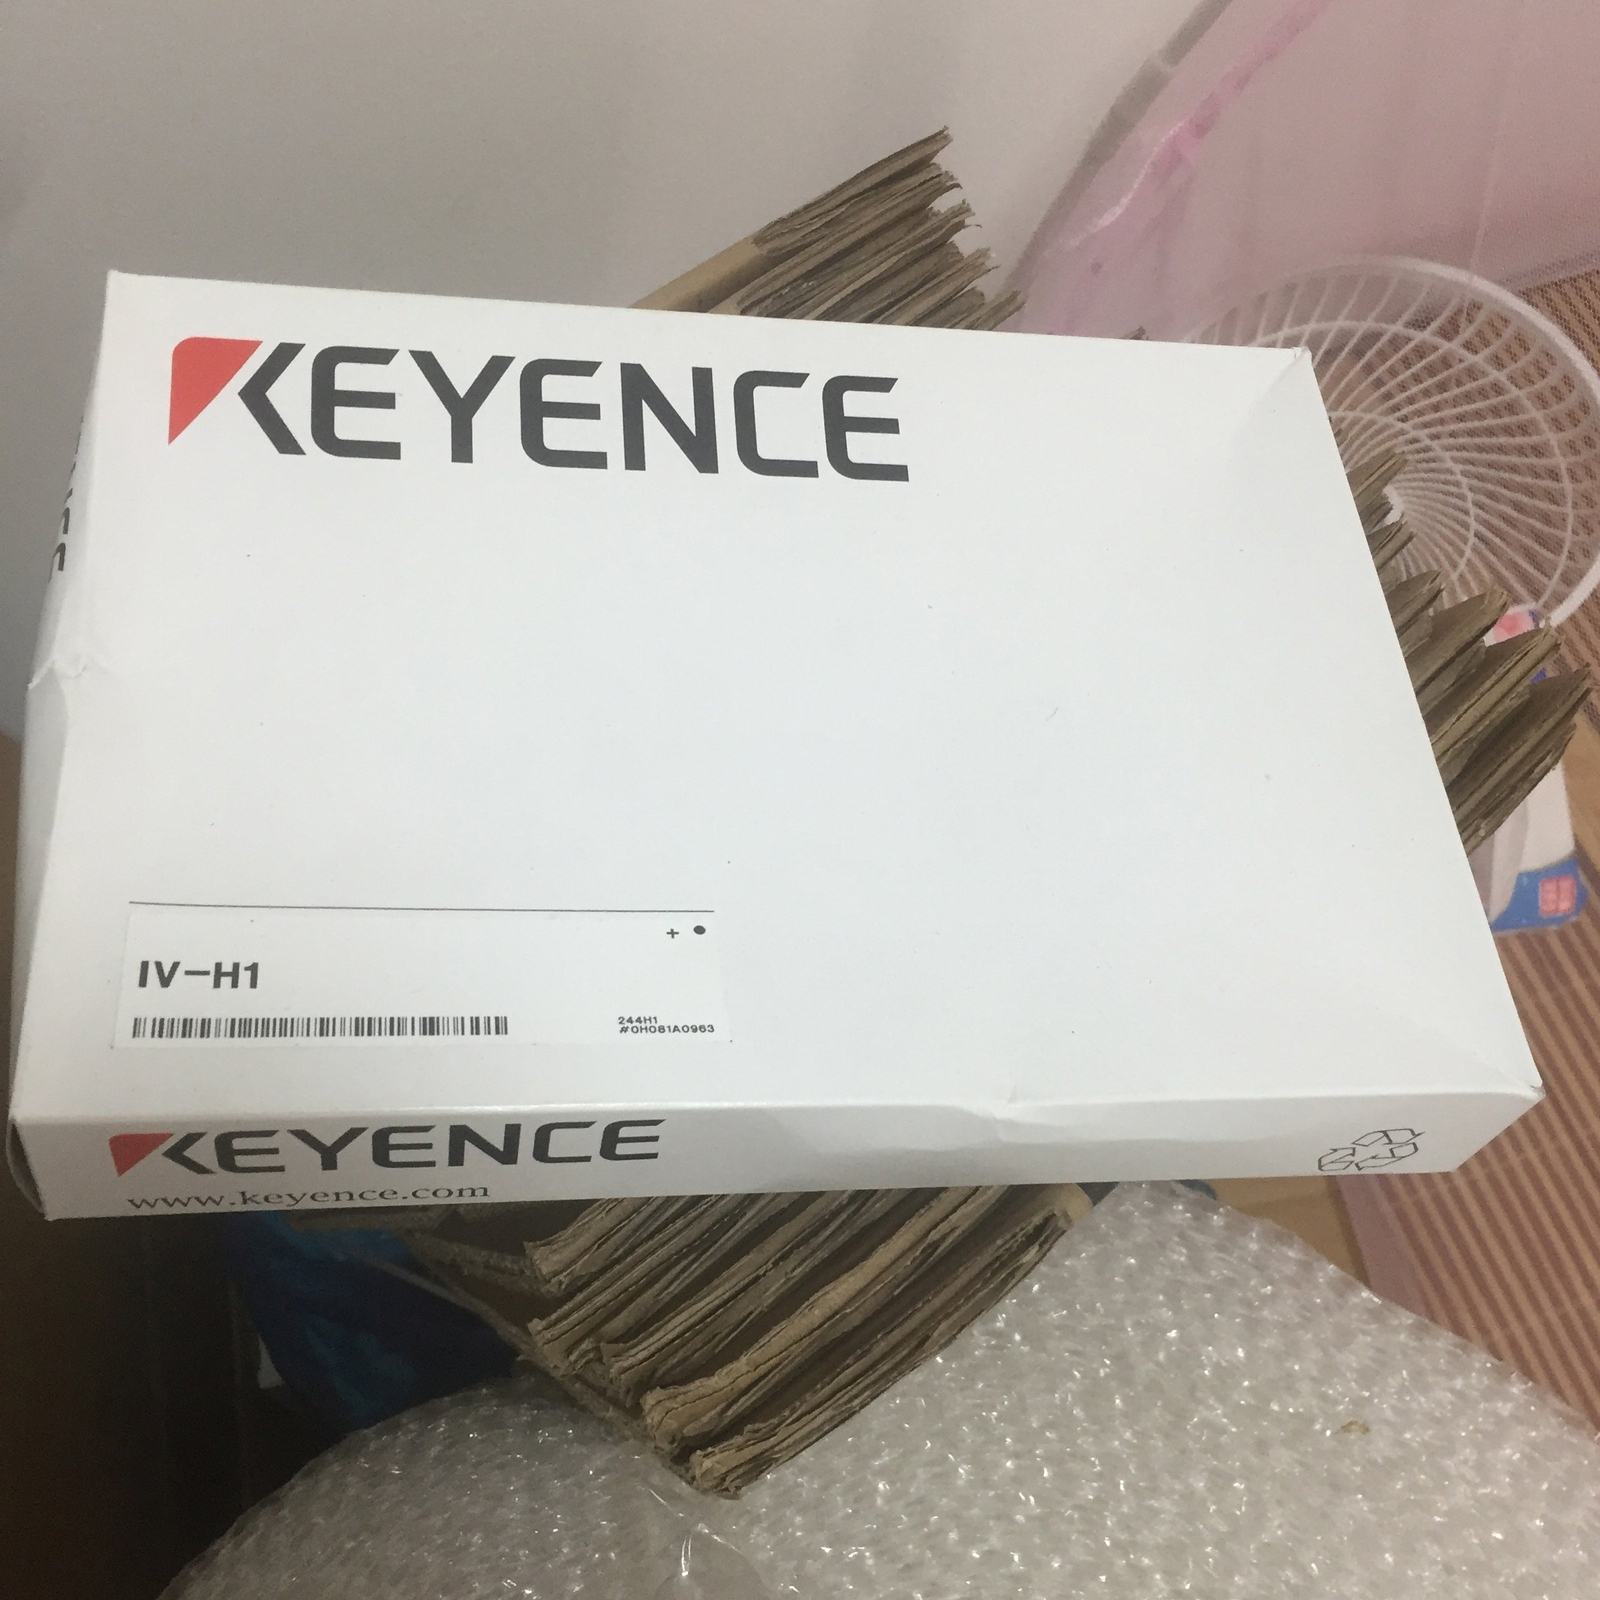 KEYENCE
+ ●
IV-H1
244H1
#0H081A0963
KEYENCE
www.keyence.com